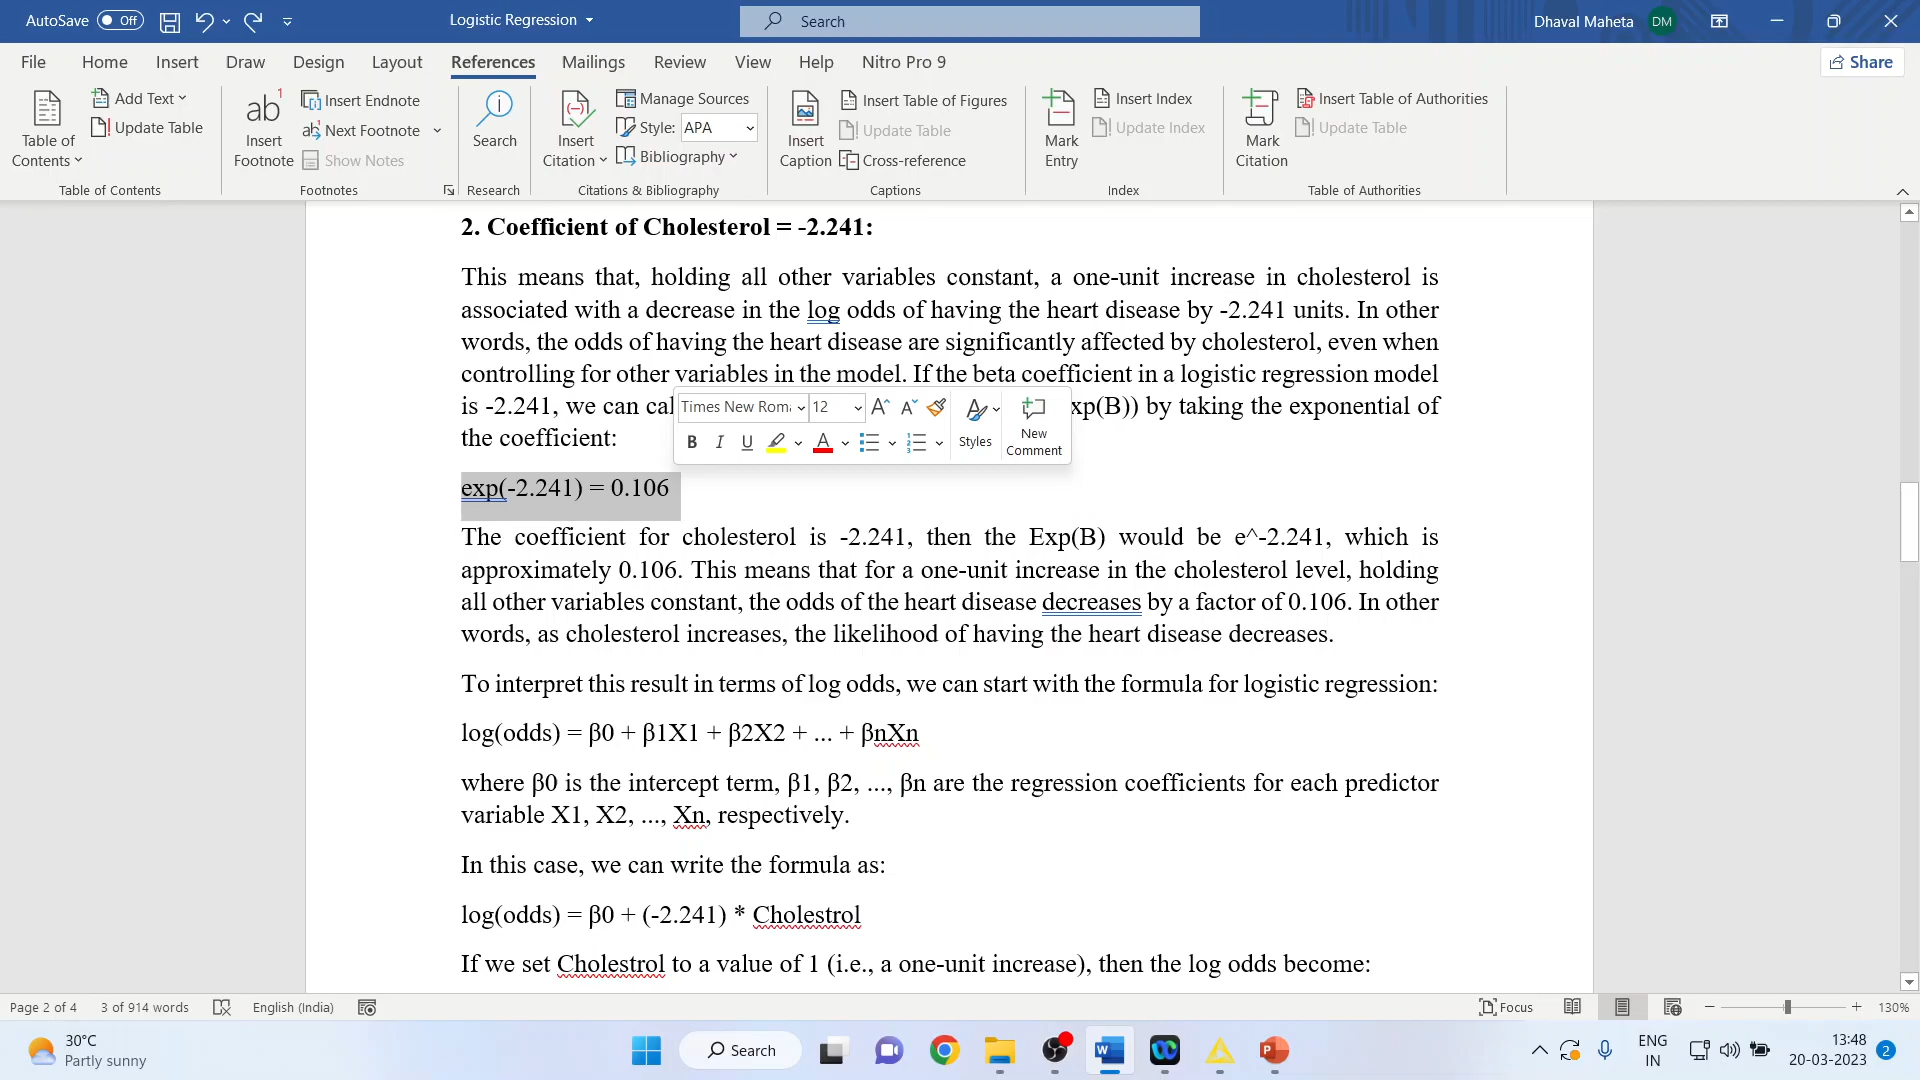 AutoSave Off Logistic Regression Search Dhaval Maheta DM
File Home Insert Draw Design Layout References Mailings Review View Help Nitro Pro 9 Share
Table of Contents
Add Text
Update Table
Table of Contents
ab1
Insert Footnote
Insert Endnote
Next Footnote
Show Notes
Footnotes
Search
Research
Insert Citation
Manage Sources
Style: APA
Bibliography
Citations & Bibliography
Insert Caption
Insert Table of Figures
Update Table
Cross-reference
Captions
Mark Entry
Insert Index
Update Index
Index
Mark Citation
Insert Table of Authorities
Update Table
Table of Authorities
2. Coefficient of Cholesterol = -2.241:
This means that, holding all other variables constant, a one-unit increase in cholesterol is
associated with a decrease in the log odds of having the heart disease by -2.241 units. In other
words, the odds of having the heart disease are significantly affected by cholesterol, even when
controlling for other variables in the model. If the beta coefficient in a logistic regression model
is -2.241, we can cal xp(B)) by taking the exponential of
the coefficient:
Times New Roma 12
B I U A Styles New Comment
exp(-2.241) = 0.106
The coefficient for cholesterol is -2.241, then the Exp(B) would be e^-2.241, which is
approximately 0.106. This means that for a one-unit increase in the cholesterol level, holding
all other variables constant, the odds of the heart disease decreases by a factor of 0.106. In other
words, as cholesterol increases, the likelihood of having the heart disease decreases.
To interpret this result in terms of log odds, we can start with the formula for logistic regression:
log(odds) = β0 + β1X1 + β2X2 + ... + βnXn
where β0 is the intercept term, β1, β2, ..., βn are the regression coefficients for each predictor
variable X1, X2, ..., Xn, respectively.
In this case, we can write the formula as:
log(odds) = β0 + (-2.241) * Cholestrol
If we set Cholestrol to a value of 1 (i.e., a one-unit increase), then the log odds become:
Page 2 of 4 3 of 914 words English (India) Focus 130%
30°C
Partly sunny
Search
ENG
IN
13:48
20-03-2023
2